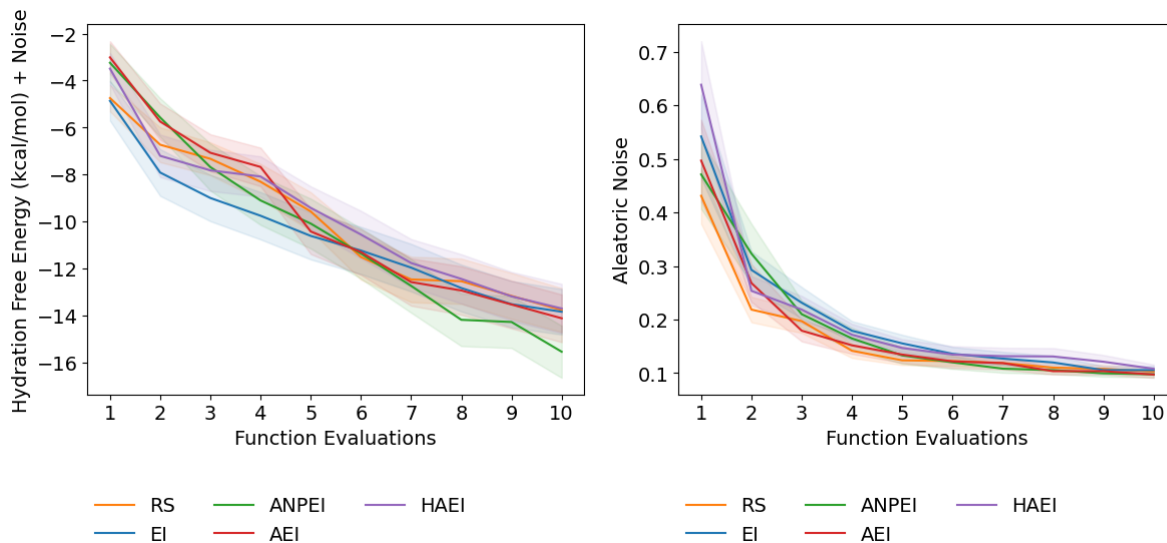 Hydration Free Energy (kcal/mol) + Noise
−2
−4
−6
−8
−10
−12
−14
−16
1 2 3 4 5 6 7 8 9 10
Function Evaluations
RS ANPEI HAEI
EI AEI
Aleatoric Noise
0.7
0.6
0.5
0.4
0.3
0.2
0.1
1 2 3 4 5 6 7 8 9 10
Function Evaluations
RS ANPEI HAEI
EI AEI